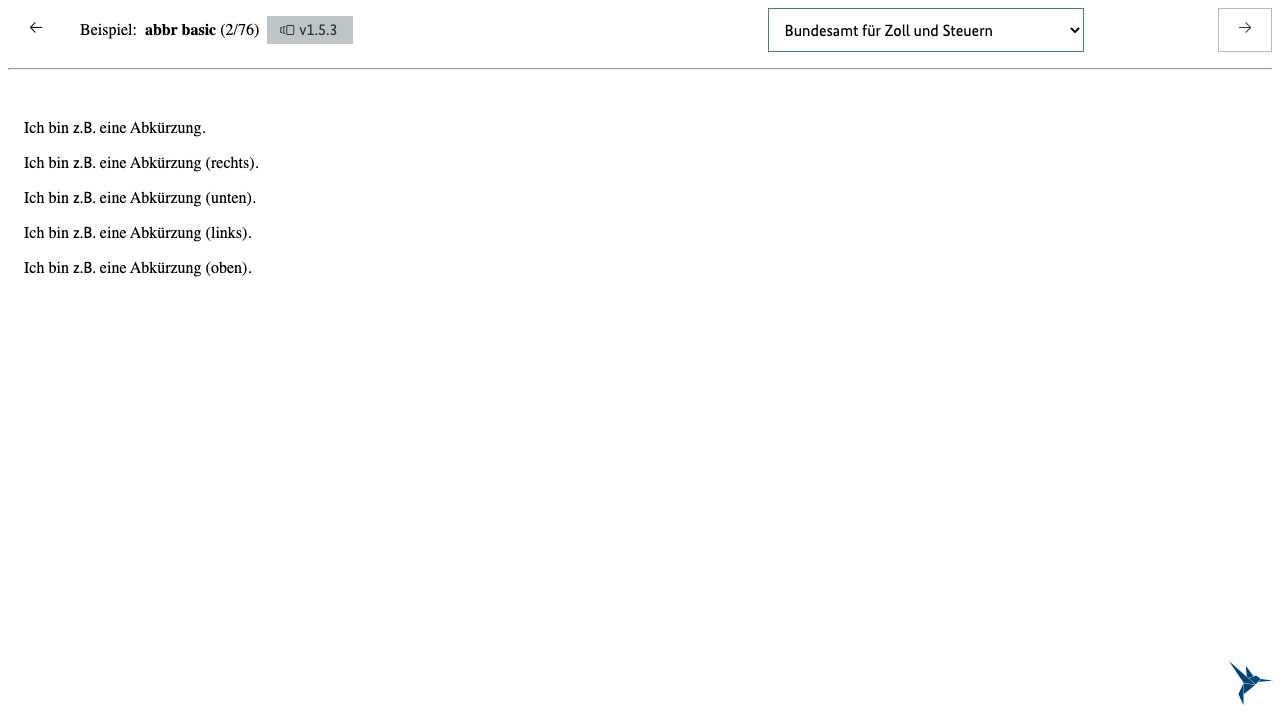 Beispiel: abbr basic (2/76) v1.5.3 Bundesamt für Zoll und Steuern
Ich bin z.B. eine Abkürzung.
Ich bin z.B. eine Abkürzung (rechts).
Ich bin z.B. eine Abkürzung (unten).
Ich bin z.B. eine Abkürzung (links).
Ich bin z.B. eine Abkürzung (oben).